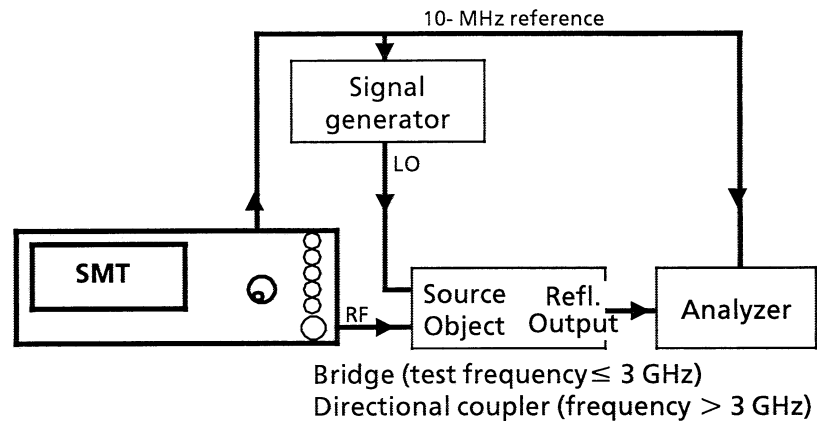 10- MHz reference
Signal
generator
LO
SMT
RF
Source
Object
Refl.
Output
Analyzer
Bridge (test frequency ≤ 3 GHz)
Directional coupler (frequency > 3 GHz)